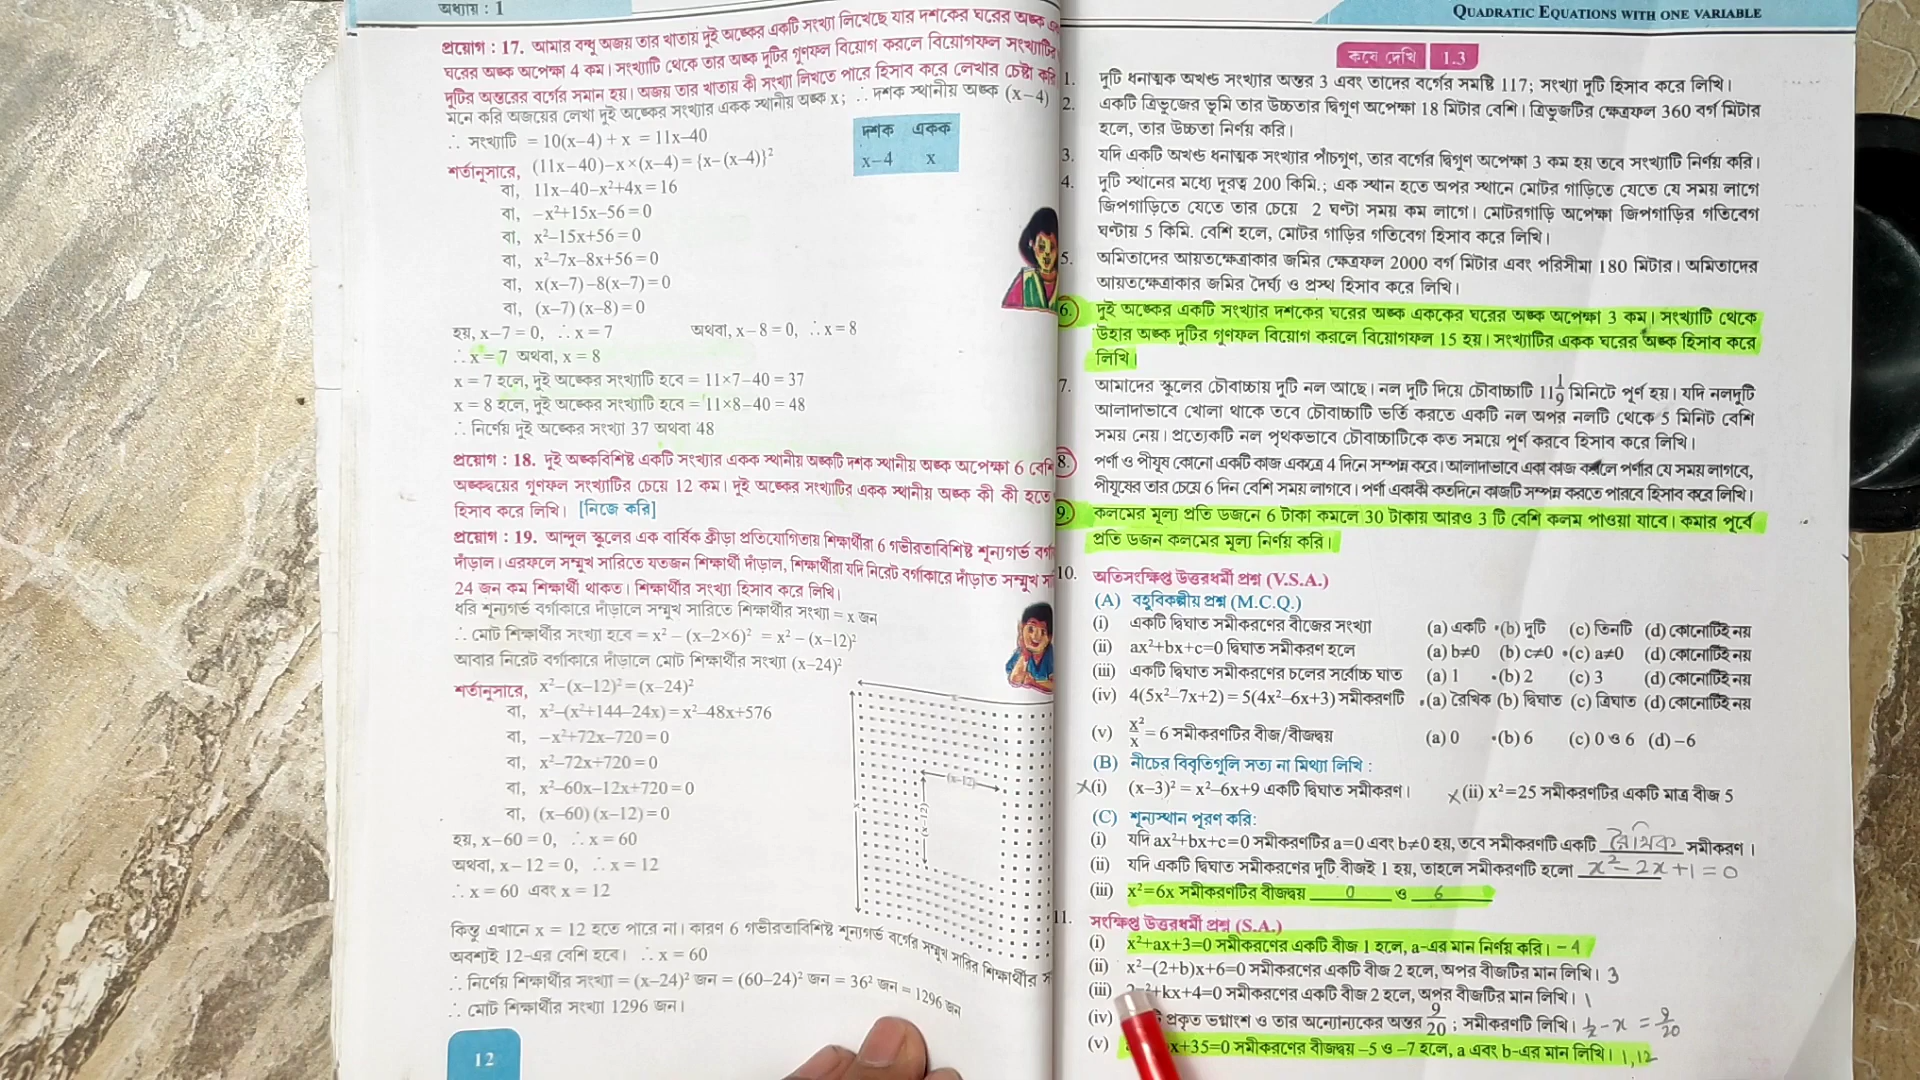 অধ্যায় : 1
প্রয়োগ : 17. আমার বন্ধু অজয় তার খাতায় দুই অঙ্কের একটি সংখ্যা লিখেছে যার দশকের ঘরের অঙ্ক
ঘরের অঙ্ক অপেক্ষা 4 কম। সংখ্যাটি থেকে তার অঙ্ক দুটির গুণফল বিয়োগ করলে বিয়োগফল সংখ্যাটির
দুটির অন্তরের বর্গের সমান হয়। অজয় তার খাতায় কী সংখ্যা লিখতে পারে হিসাব করে লেখার চেষ্টা করি
মনে করি অজয়ের লেখা দুই অঙ্কের সংখ্যার একক স্থানীয় অঙ্ক x; ∴ দশক স্থানীয় অঙ্ক (x–4)
∴ সংখ্যাটি = 10(x–4) + x = 11x–40
দশক একক
x–4 x
শর্তানুসারে, (11x–40)–x×(x–4) = {x–(x–4)}²
বা, 11x–40–x²+4x = 16
বা, –x²+15x–56 = 0
বা, x²–15x+56 = 0
বা, x²–7x–8x+56 = 0
বা, x(x–7)–8(x–7) = 0
বা, (x–7) (x–8) = 0
হয়, x–7 = 0, ∴ x = 7 অথবা, x – 8 = 0, ∴ x = 8
∴ x = 7 অথবা, x = 8
x = 7 হলে, দুই অঙ্কের সংখ্যাটি হবে = 11×7–40 = 37
x = 8 হলে, দুই অঙ্কের সংখ্যাটি হবে = 11×8–40 = 48
∴ নির্ণেয় দুই অঙ্কের সংখ্যা 37 অথবা 48
প্রয়োগ : 18. দুই অঙ্কবিশিষ্ট একটি সংখ্যার একক স্থানীয় অঙ্কটি দশক স্থানীয় অঙ্ক অপেক্ষা 6 বেশি
অঙ্কদ্বয়ের গুণফল সংখ্যাটির চেয়ে 12 কম। দুই অঙ্কের সংখ্যাটির একক স্থানীয় অঙ্ক কী কী হতে
হিসাব করে লিখি। [নিজে করি]
প্রয়োগ : 19. আন্দুল স্কুলের এক বার্ষিক ক্রীড়া প্রতিযোগিতায় শিক্ষার্থীরা 6 গভীরতাবিশিষ্ট শূন্যগর্ভ
দাঁড়াল। এরফলে সম্মুখ সারিতে যতজন শিক্ষার্থী দাঁড়াল, শিক্ষার্থীরা যদি নিরেট বর্গাকারে দাঁড়াত সম্মুখ
24 জন কম শিক্ষার্থী থাকত। শিক্ষার্থীর সংখ্যা হিসাব করে লিখি।
ধরি শূন্যগর্ভ বর্গাকারে দাঁড়ালে সম্মুখ সারিতে শিক্ষার্থীর সংখ্যা = x জন
∴ মোট শিক্ষার্থীর সংখ্যা হবে = x² – (x–2×6)² = x² – (x–12)²
আবার নিরেট বর্গাকারে দাঁড়ালে মোট শিক্ষার্থীর সংখ্যা (x–24)²
শর্তানুসারে, x²–(x–12)² = (x–24)²
বা, x²–(x²+144–24x) = x²–48x+576
বা, –x²+72x–720 = 0
বা, x²–72x+720 = 0
বা, x²–60x–12x+720 = 0
বা, (x–60) (x–12) = 0
হয়, x–60 = 0, ∴ x = 60
অথবা, x – 12 = 0, ∴ x = 12
∴ x = 60 এবং x = 12
x
(x–12)
(x–12)
x
কিন্তু এখানে x = 12 হতে পারে না। কারণ 6 গভীরতাবিশিষ্ট শূন্যগর্ভ বর্গের সম্মুখ সারির শিক্ষার্থীর
অবশ্যই 12-এর বেশি হবে। ∴ x = 60
∴ নির্ণেয় শিক্ষার্থীর সংখ্যা = (x–24)² জন = (60–24)² জন = 36² জন = 1296 জন
∴ মোট শিক্ষার্থীর সংখ্যা 1296 জন।
12
QUADRATIC EQUATIONS WITH ONE VARIABLE
কষে দেখি 1.3
1. দুটি ধনাত্মক অখণ্ড সংখ্যার অন্তর 3 এবং তাদের বর্গের সমষ্টি 117; সংখ্যা দুটি হিসাব করে লিখি।
2. একটি ত্রিভুজের ভূমি তার উচ্চতার দ্বিগুণ অপেক্ষা 18 মিটার বেশি। ত্রিভুজটির ক্ষেত্রফল 360 বর্গ মিটার
হলে, তার উচ্চতা নির্ণয় করি।
3. যদি একটি অখণ্ড ধনাত্মক সংখ্যার পাঁচগুণ, তার বর্গের দ্বিগুণ অপেক্ষা 3 কম হয় তবে সংখ্যাটি নির্ণয় করি।
4. দুটি স্থানের মধ্যে দূরত্ব 200 কিমি.; এক স্থান হতে অপর স্থানে মোটর গাড়িতে যেতে যে সময় লাগে
জিপগাড়িতে যেতে তার চেয়ে 2 ঘণ্টা সময় কম লাগে। মোটরগাড়ি অপেক্ষা জিপগাড়ির গতিবেগ
ঘণ্টায় 5 কিমি. বেশি হলে, মোটর গাড়ির গতিবেগ হিসাব করে লিখি।
5. অমিতাদের আয়তক্ষেত্রাকার জমির ক্ষেত্রফল 2000 বর্গ মিটার এবং পরিসীমা 180 মিটার। অমিতাদের
আয়তক্ষেত্রাকার জমির দৈর্ঘ্য ও প্রস্থ হিসাব করে লিখি।
6. দুই অঙ্কের একটি সংখ্যার দশকের ঘরের অঙ্ক এককের ঘরের অঙ্ক অপেক্ষা 3 কম। সংখ্যাটি থেকে
উহার অঙ্ক দুটির গুণফল বিয়োগ করলে বিয়োগফল 15 হয়। সংখ্যাটির একক ঘরের অঙ্ক হিসাব করে
লিখি।
7. আমাদের স্কুলের চৌবাচ্চায় দুটি নল আছে। নল দুটি দিয়ে চৌবাচ্চাটি 11 1/9 মিনিটে পূর্ণ হয়। যদি নলদুটি
আলাদাভাবে খোলা থাকে তবে চৌবাচ্চাটি ভর্তি করতে একটি নল অপর নলটি থেকে 5 মিনিট বেশি
সময় নেয়। প্রত্যেকটি নল পৃথকভাবে চৌবাচ্চাটিকে কত সময়ে পূর্ণ করবে হিসাব করে লিখি।
8. পর্ণা ও পীযূষ কোনো একটি কাজ একত্রে 4 দিনে সম্পন্ন করে। আলাদাভাবে একা কাজ করলে পর্ণার যে সময় লাগবে,
পীযূষের তার চেয়ে 6 দিন বেশি সময় লাগবে। পর্ণা একাকী কতদিনে কাজটি সম্পন্ন করতে পারবে হিসাব করে লিখি।
9. কলমের মূল্য প্রতি ডজনে 6 টাকা কমলে 30 টাকায় আরও 3 টি বেশি কলম পাওয়া যাবে। কমার পূর্বে
প্রতি ডজন কলমের মূল্য নির্ণয় করি।
10. অতিসংক্ষিপ্ত উত্তরধর্মী প্রশ্ন (V.S.A.)
(A) বহুবিকল্পীয় প্রশ্ন (M.C.Q.)
(i) একটি দ্বিঘাত সমীকরণের বীজের সংখ্যা (a) একটি (b) দুটি (c) তিনটি (d) কোনোটিই নয়
(ii) ax²+bx+c=0 দ্বিঘাত সমীকরণ হলে (a) b≠0 (b) c≠0 (c) a≠0 (d) কোনোটিই নয়
(iii) একটি দ্বিঘাত সমীকরণের চলের সর্বোচ্চ ঘাত (a) 1 (b) 2 (c) 3 (d) কোনোটিই নয়
(iv) 4(5x²–7x+2) = 5(4x²–6x+3) সমীকরণটি (a) রৈখিক (b) দ্বিঘাত (c) ত্রিঘাত (d) কোনোটিই নয়
(v) x²/x = 6 সমীকরণটির বীজ/বীজদ্বয় (a) 0 (b) 6 (c) 0 ও 6 (d) –6
(B) নীচের বিবৃতিগুলি সত্য না মিথ্যা লিখি :
(i) (x–3)² = x²–6x+9 একটি দ্বিঘাত সমীকরণ। (ii) x²=25 সমীকরণটির একটি মাত্র বীজ 5
(C) শূন্যস্থান পূরণ করি:
(i) যদি ax²+bx+c=0 সমীকরণটির a=0 এবং b≠0 হয়, তবে সমীকরণটি একটি রৈখিক সমীকরণ।
(ii) যদি একটি দ্বিঘাত সমীকরণের দুটি বীজই 1 হয়, তাহলে সমীকরণটি হলো x² – 2x + 1 = 0
(iii) x²=6x সমীকরণটির বীজদ্বয় 0 ও 6
11. সংক্ষিপ্ত উত্তরধর্মী প্রশ্ন (S.A.)
(i) x²+ax+3=0 সমীকরণের একটি বীজ 1 হলে, a-এর মান নির্ণয় করি। – 4
(ii) x²–(2+b)x+6=0 সমীকরণের একটি বীজ 2 হলে, অপর বীজটির মান লিখি। 3
(iii) +kx+4=0 সমীকরণের একটি বীজ 2 হলে, অপর বীজটির মান লিখি। 1
(iv) প্রকৃত ভগ্নাংশ ও তার অন্যোন্যকের অন্তর 9/20 ; সমীকরণটি লিখি। 1/x – x = 9/20
(v) x+35=0 সমীকরণের বীজদ্বয় –5 ও –7 হলে, a এবং b-এর মান লিখি। 1, 12